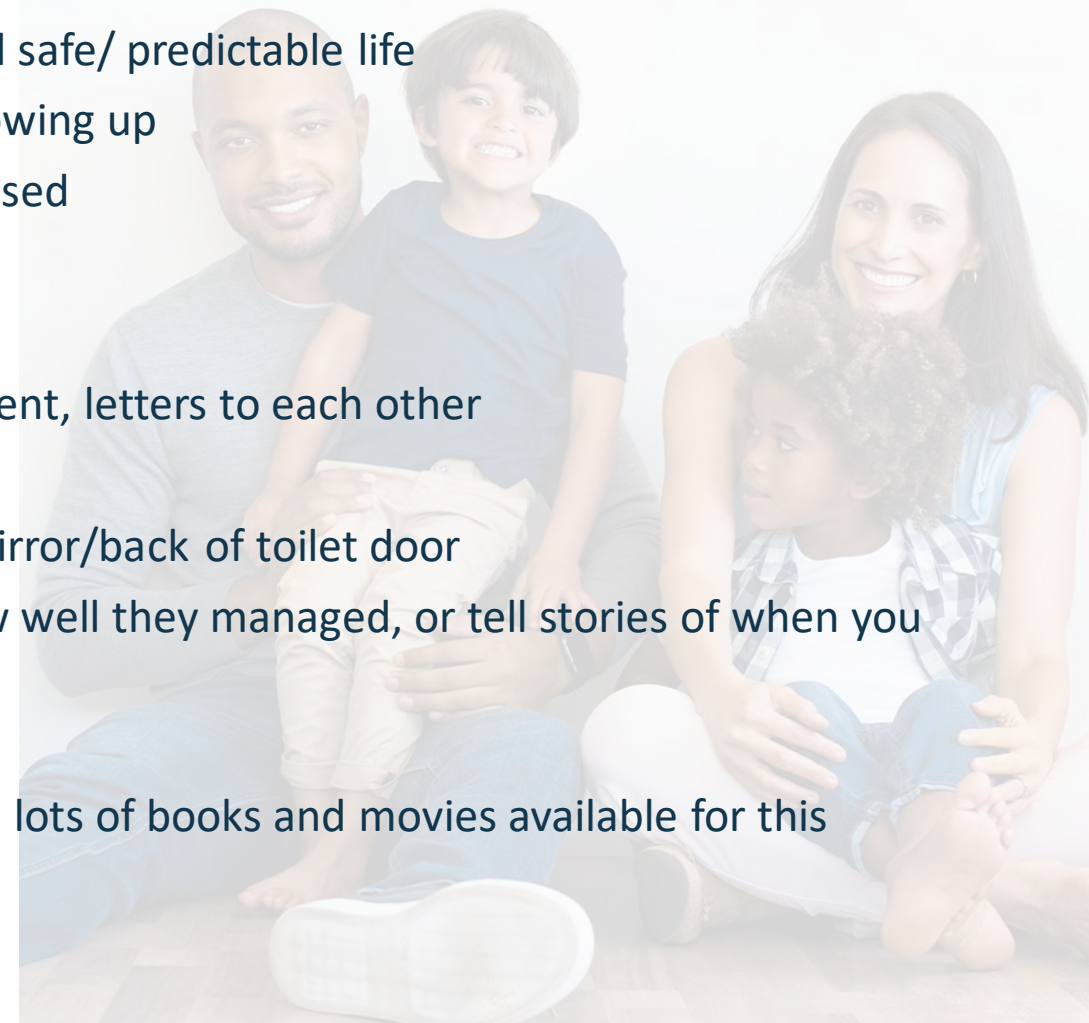 safe/ predictable life
wing up
sed
ent, letters to each other
irror/back of toilet door
well they managed, or tell stories of when you
lots of books and movies available for this